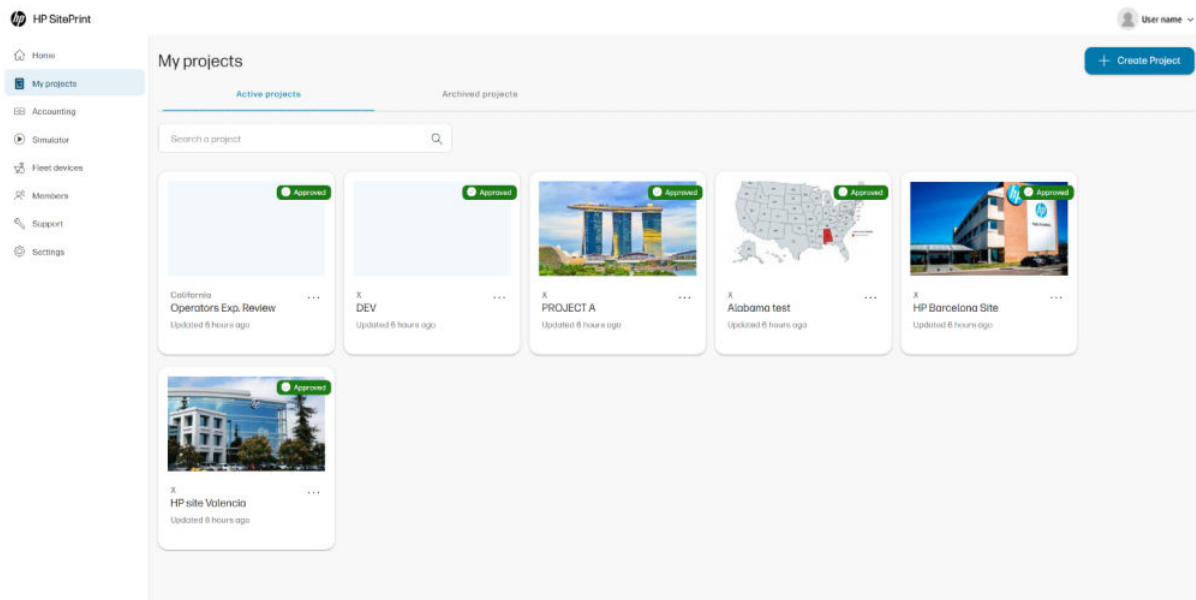 hp HP SitePrint
User name
Home
My projects
Accounting
Simulator
Fleet devices
Members
Support
Settings
My projects
+ Create Project
Active projects
Archived projects
Search a project
Approved
California
Operators Exp. Review
...
Updated 6 hours ago
Approved
X
DEV
...
Updated 6 hours ago
Approved
X
PROJECT A
...
Updated 6 hours ago
Approved
X
Alabama test
...
Updated 6 hours ago
hp
Approved
hp
X
HP Barcelona Site
...
Updated 6 hours ago
Approved
X
HP site Valencia
...
Updated 6 hours ago